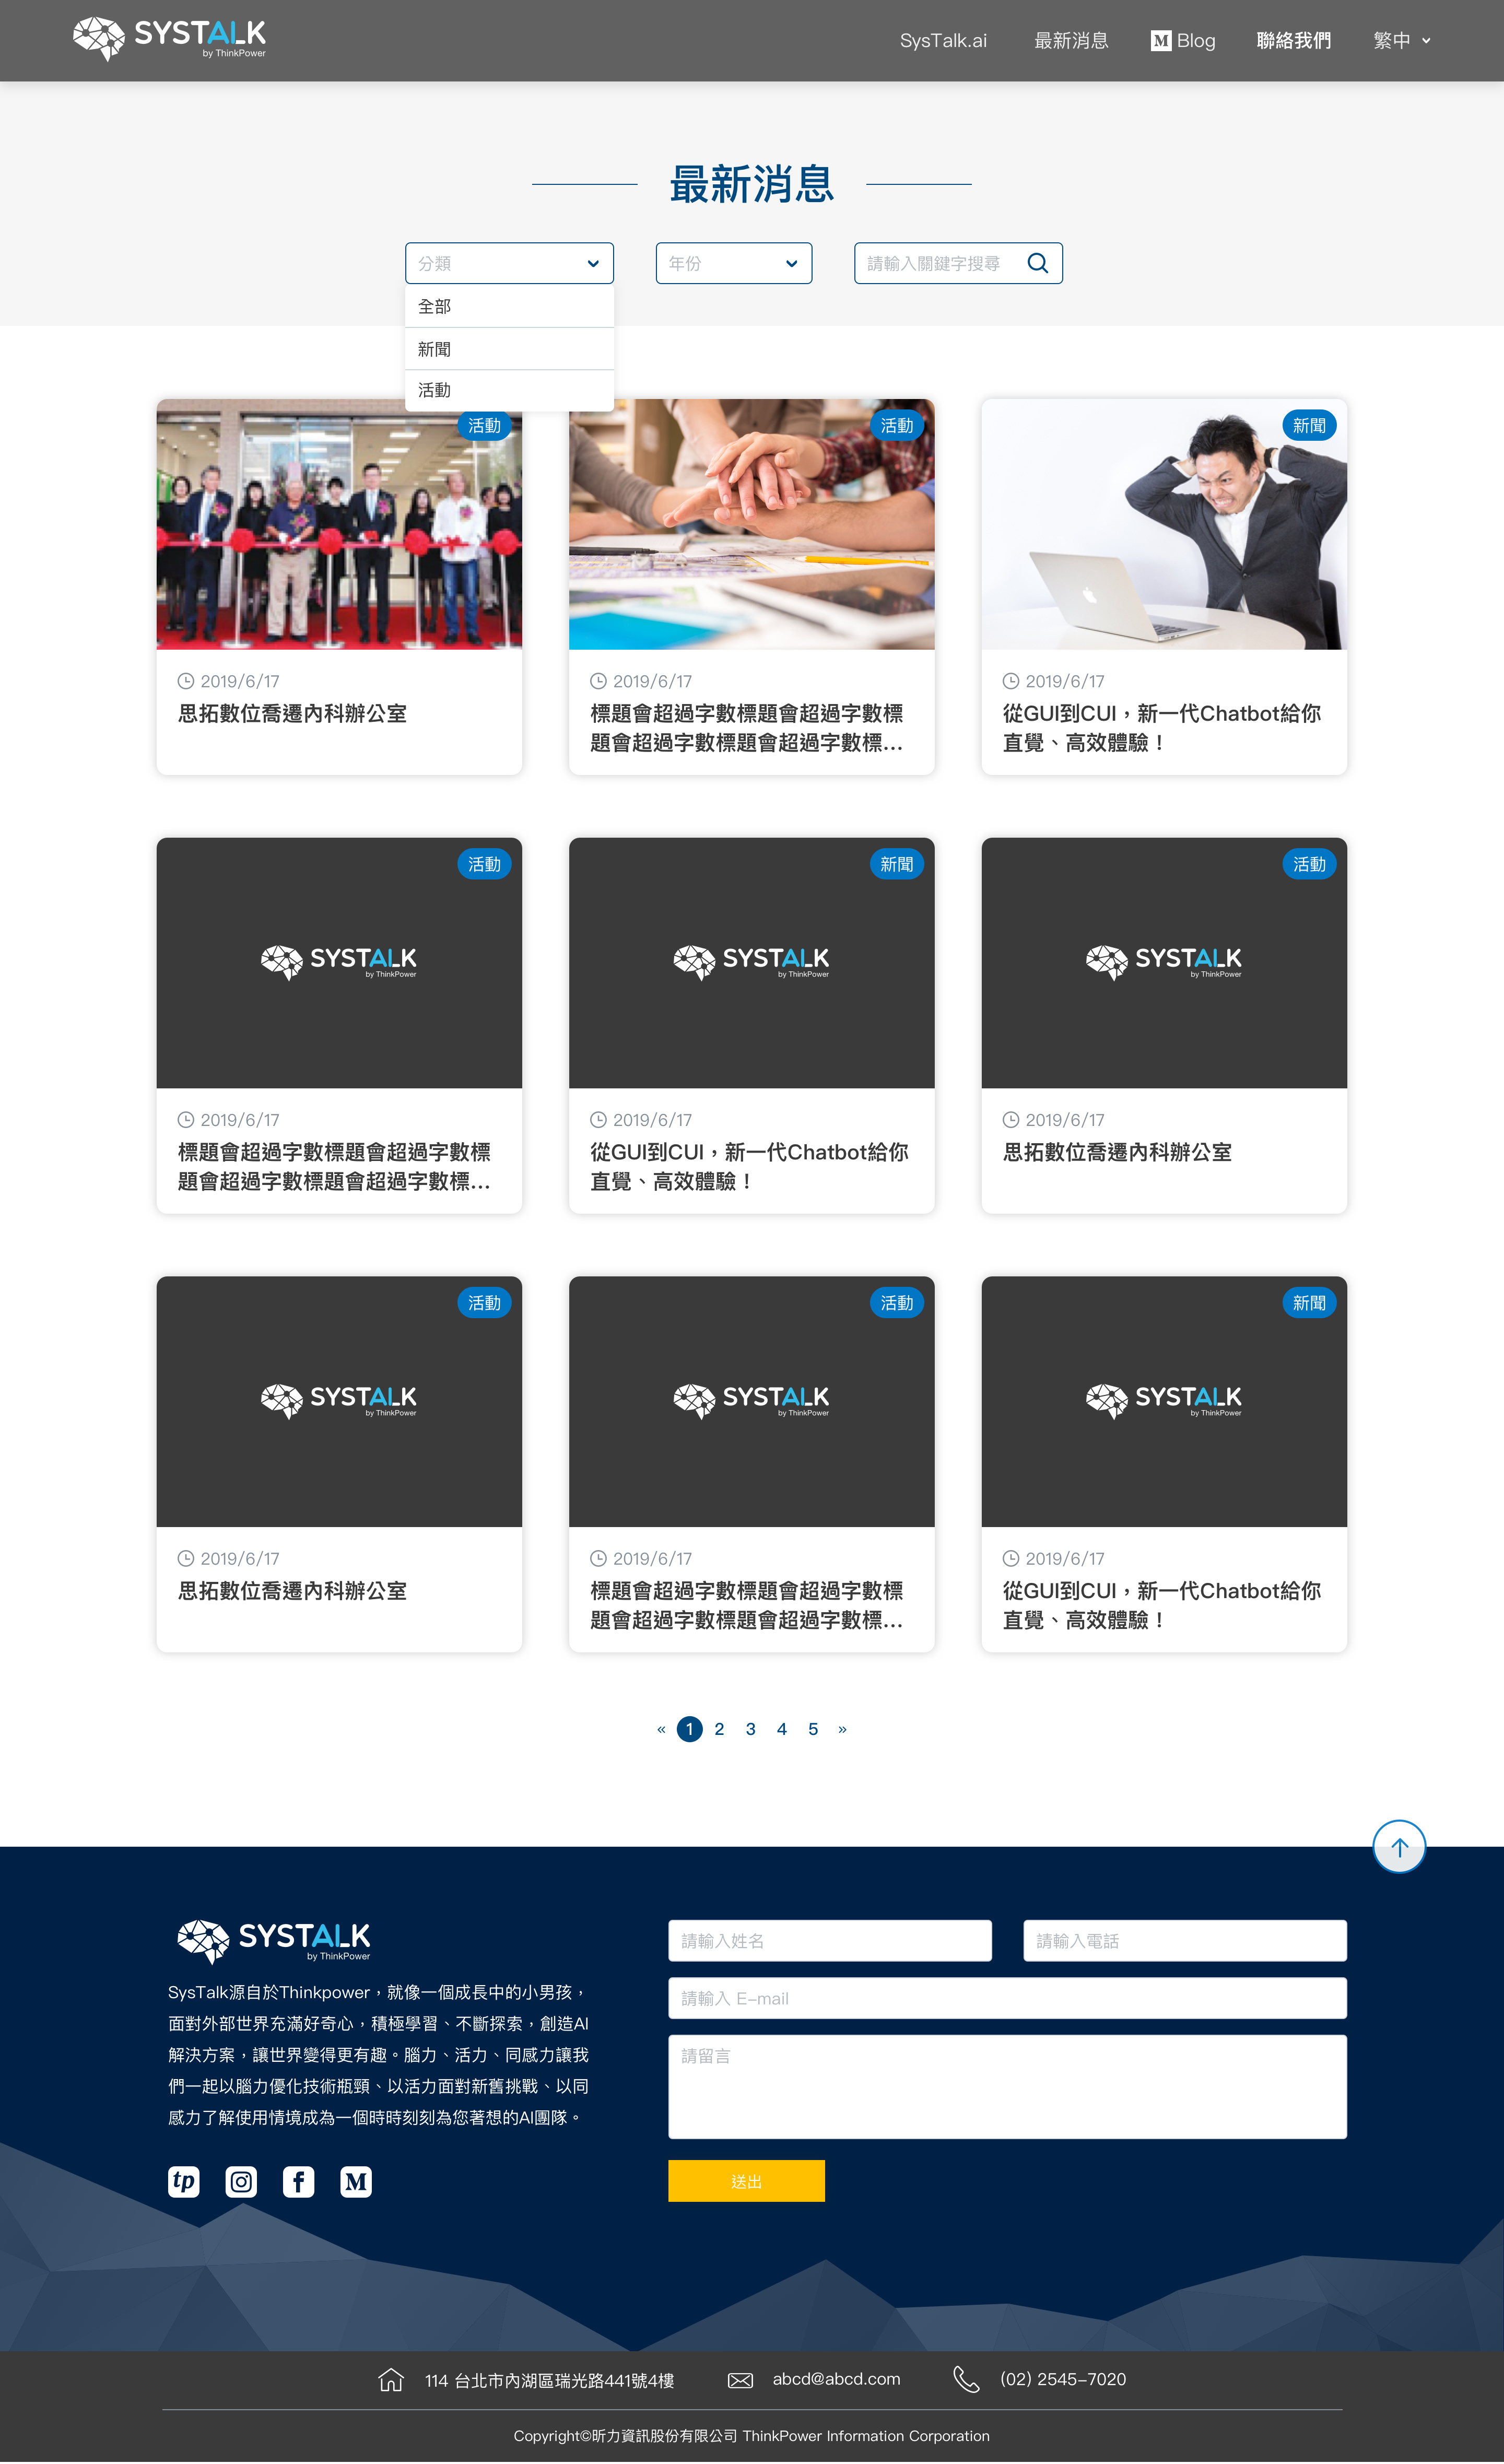 SYSTALK
by ThinkPower
SysTalk.ai
最新消息
M Blog
聯絡我們
繁中
最新消息
分類
年份
請輸入關鍵字搜尋
全部
新聞
活動
活動
活動
新聞
2019/6/17
思拓數位喬遷內科辦公室
2019/6/17
標題會超過字數標題會超過字數標
題會超過字數標題會超過字數標...
2019/6/17
從GUI到CUI，新一代Chatbot給你
直覺、高效體驗！
活動
SYSTALK
by ThinkPower
新聞
SYSTALK
by ThinkPower
活動
SYSTALK
by ThinkPower
2019/6/17
標題會超過字數標題會超過字數標
題會超過字數標題會超過字數標...
2019/6/17
從GUI到CUI，新一代Chatbot給你
直覺、高效體驗！
2019/6/17
思拓數位喬遷內科辦公室
活動
SYSTALK
by ThinkPower
活動
SYSTALK
by ThinkPower
新聞
SYSTALK
by ThinkPower
2019/6/17
思拓數位喬遷內科辦公室
2019/6/17
標題會超過字數標題會超過字數標
題會超過字數標題會超過字數標...
2019/6/17
從GUI到CUI，新一代Chatbot給你
直覺、高效體驗！
« 1 2 3 4 5 »
SYSTALK
by ThinkPower
SysTalk源自於Thinkpower，就像一個成長中的小男孩，
面對外部世界充滿好奇心，積極學習、不斷探索，創造AI
解決方案，讓世界變得更有趣。腦力、活力、同感力讓我
們一起以腦力優化技術瓶頸、以活力面對新舊挑戰、以同
感力了解使用情境成為一個時時刻刻為您著想的AI團隊。
tp f M
請輸入姓名
請輸入電話
請輸入 E-mail
請留言
送出
114 台北市內湖區瑞光路441號4樓
abcd@abcd.com
(02) 2545-7020
Copyright©昕力資訊股份有限公司 ThinkPower Information Corporation